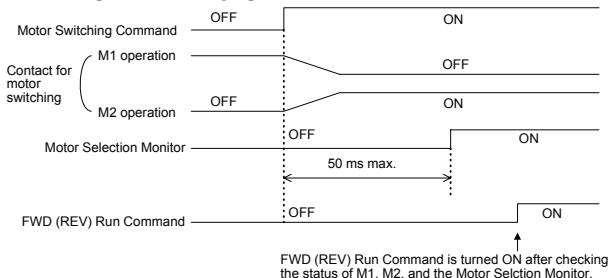 OFF
ON
Motor Switching Command
M1 operation
OFF
Contact for
motor
switching
OFF
ON
M2 operation
OFF
ON
Motor Selection Monitor
50 ms max.
OFF
ON
FWD (REV) Run Command
FWD (REV) Run Command is turned ON after checking
the status of M1, M2, and the Motor Selction Monitor.